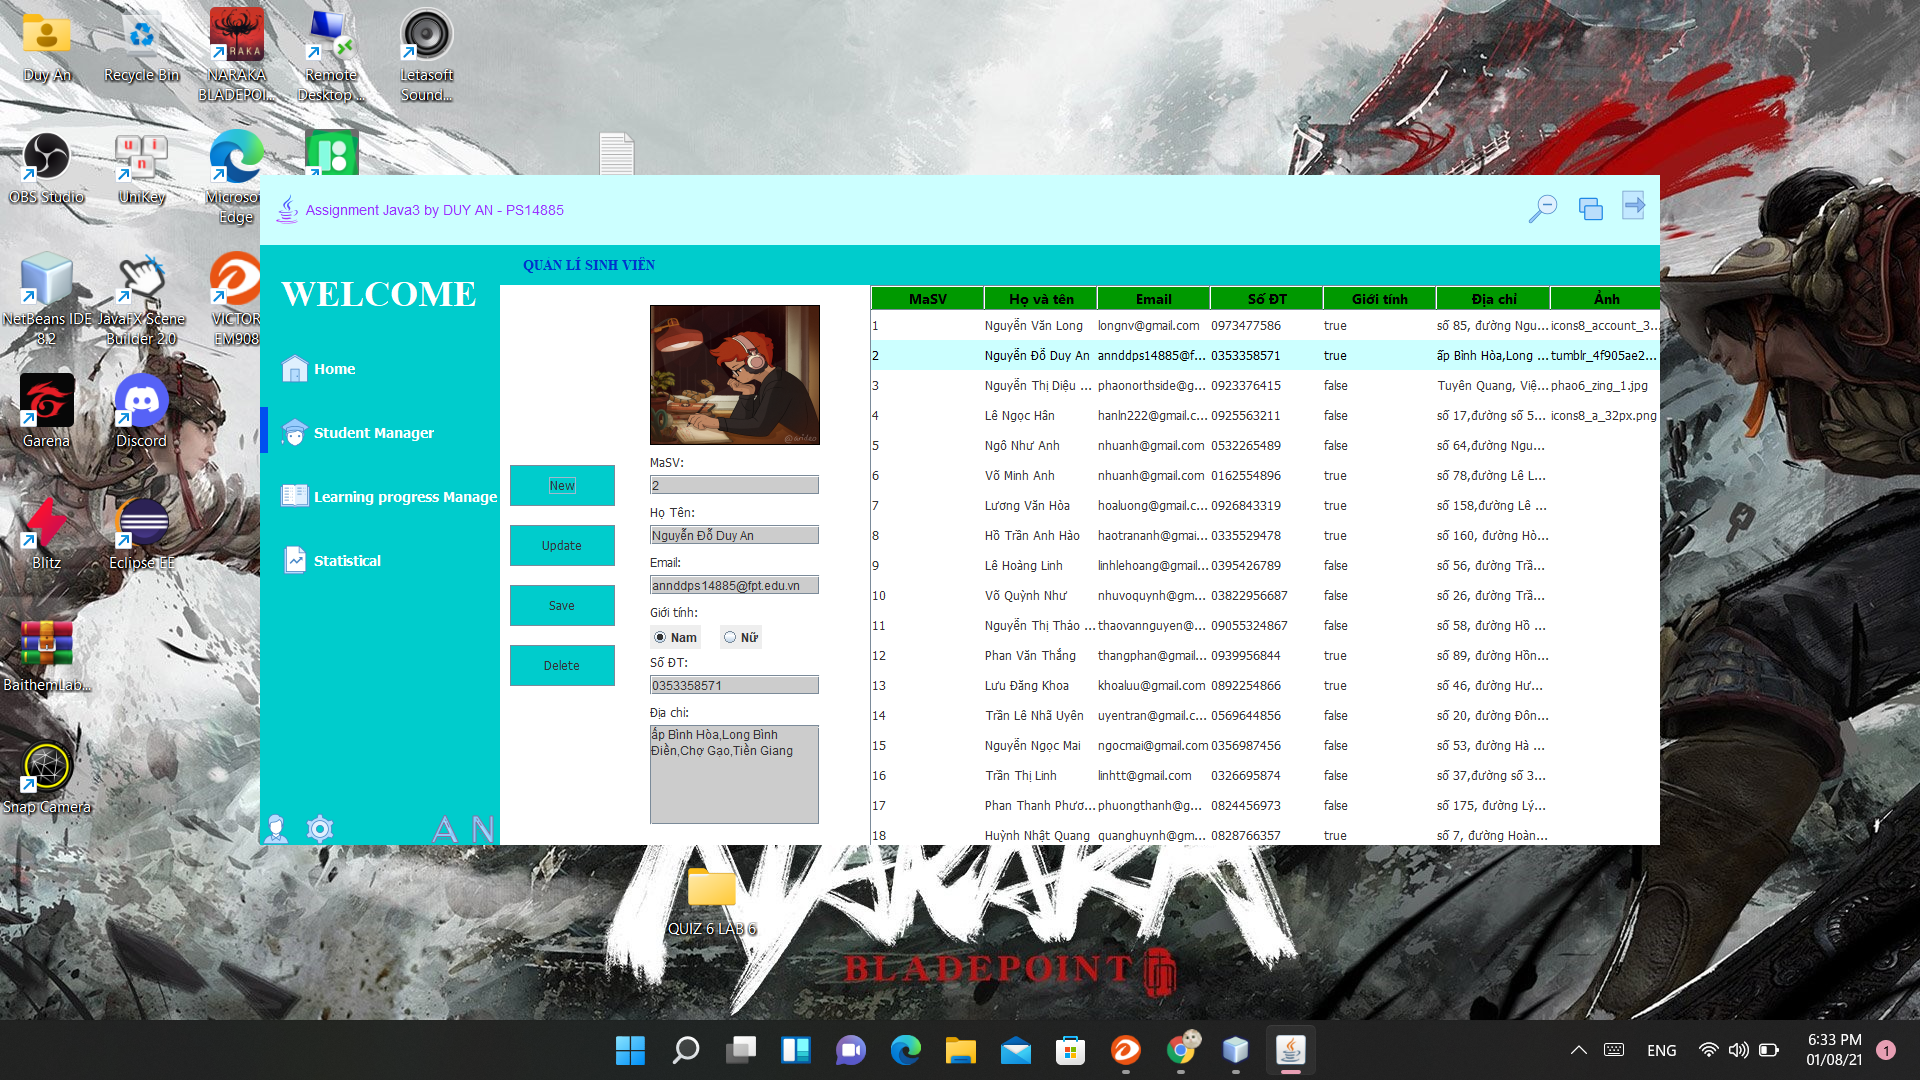 Duy An
Recycle Bin
NARAKA
BLADEPOI...
Remote
Desktop ...
Letasoft
Sound...
OBS Studio
UniKey
Microsof
Edge
NetBeans IDE
8.2
JavaFX Scene
Builder 2.0
VICTOR
EM908
Garena
Discord
Blitz
Eclipse EE
BaithemLab...
Snap Camera
Assignment Java3 by DUY AN - PS14885
WELCOME
Home
Student Manager
Learning progress Manage
Statistical
A N
QUAN LÍ SINH VIÊN
New
Update
Save
Delete
MaSV:
2
Họ Tên:
Nguyễn Đỗ Duy An
Email:
annddps14885@fpt.edu.vn
Giới tính:
Nam Nữ
Số ĐT:
0353358571
Địa chỉ:
ấp Bình Hòa,Long Bình
Điền,Chợ Gạo,Tiền Giang
MaSV Họ và tên Email Số ĐT Giới tính Địa chỉ Ảnh
1 Nguyễn Văn Long longnv@gmail.com 0973477586 true số 85, đường Ngu... icons8_account_3...
2 Nguyễn Đỗ Duy An annddps14885@f... 0353358571 true ấp Bình Hòa,Long ... tumblr_4f905ae2...
3 Nguyễn Thị Diệu ... phaonorthside@g... 0923376415 false Tuyên Quang, Việ... phao6_zing_1.jpg
4 Lê Ngọc Hân hanln222@gmail.c... 0925563211 false số 17,đường số 5... icons8_a_32px.png
5 Ngô Như Anh nhuanh@gmail.com 0532265489 false số 64,đường Ngu...
6 Võ Minh Anh nhuanh@gmail.com 0162554896 true số 78,đường Lê L...
7 Lương Văn Hòa hoaluong@gmail.c... 0926843319 true số 158,đường Lê ...
8 Hồ Trần Anh Hào haotrananh@gmai... 0335529478 true số 160, đường Hò...
9 Lê Hoàng Linh linhlehoang@gmail... 0395426789 false số 56, đường Trầ...
10 Võ Quỳnh Như nhuvoquynh@gm... 03822956687 false số 26, đường Trầ...
11 Nguyễn Thị Thảo ... thaovannguyen@... 09055324867 false số 58, đường Hồ ...
12 Phan Văn Thắng thangphan@gmail... 0939956844 true số 89, đường Hồn...
13 Lưu Đăng Khoa khoaluu@gmail.com 0892254866 true số 46, đường Hư...
14 Trần Lê Nhã Uyên uyentran@gmail.c... 0569644856 false số 20, đường Đôn...
15 Nguyễn Ngọc Mai ngocmai@gmail.com 0356987456 false số 53, đường Hà ...
16 Trần Thị Linh linhtt@gmail.com 0326695874 false số 37,đường số 3...
17 Phan Thanh Phươ... phuongthanh@g... 0824456973 false số 175, đường Lý...
18 Huỳnh Nhật Quang quanghuynh@gm... 0828766357 true số 7, đường Hoàn...
QUIZ 6 LAB 6
NARAKA
BLADEPOINT
ENG
6:33 PM
01/08/21
1